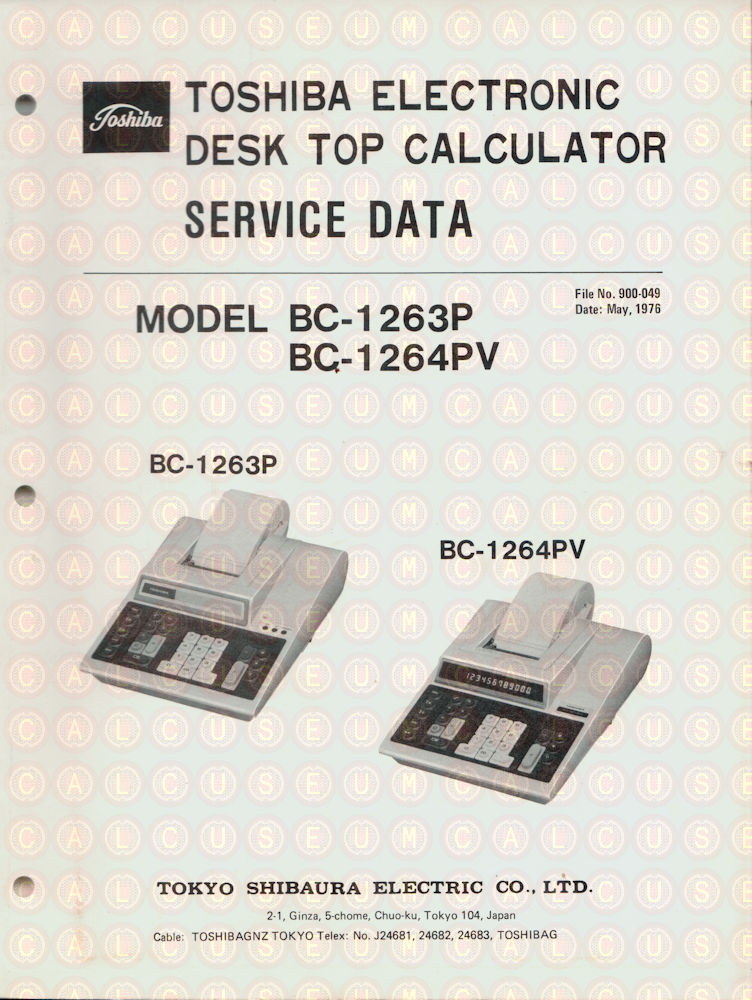 Toshiba
TOSHIBA ELECTRONIC
DESK TOP CALCULATOR
SERVICE DATA
File No. 900-049
Date: May, 1976
MODEL BC-1263P
BC-1264PV
BC-1263P
BC-1264PV
123456789000
TOKYO SHIBAURA ELECTRIC CO., LTD.
2-1, Ginza, 5-chome, Chuo-ku, Tokyo 104, Japan
Cable: TOSHIBAGNZ TOKYO Telex: No. J24681, 24682, 24683, TOSHIBAG
CALCUSEUM